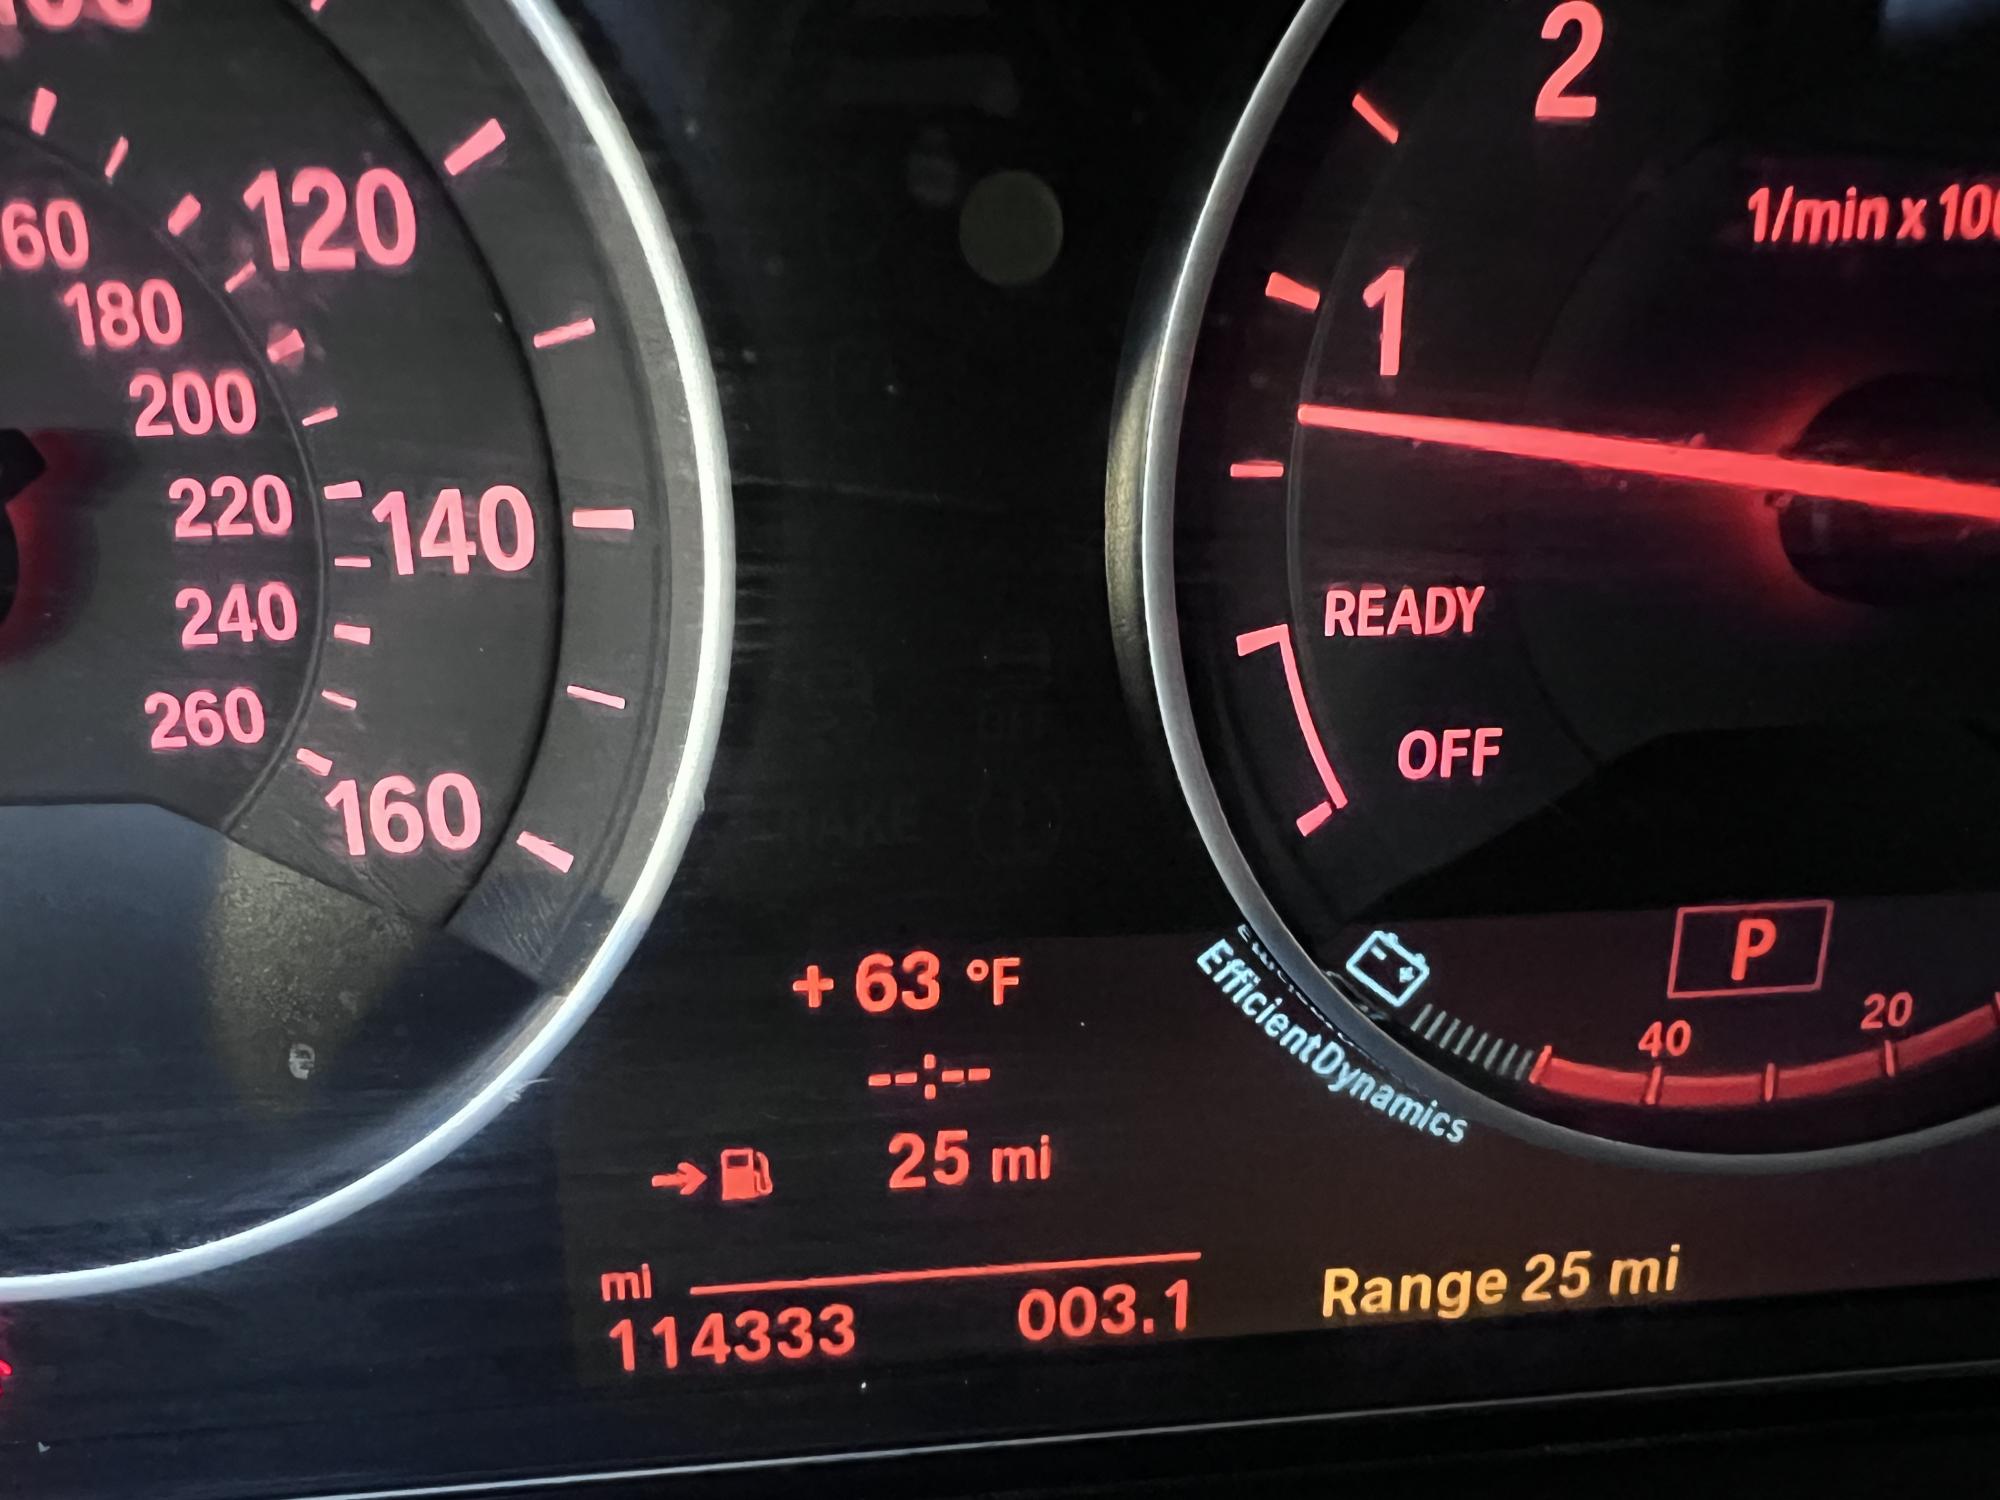 120
140
160
180
200
220
240
260
160
2
1/min x 100
1
READY
OFF
P
40
20
EfficientDynamics
+ 63 °F
--:--
25 mi
mi
114333 003.1
Range 25 mi